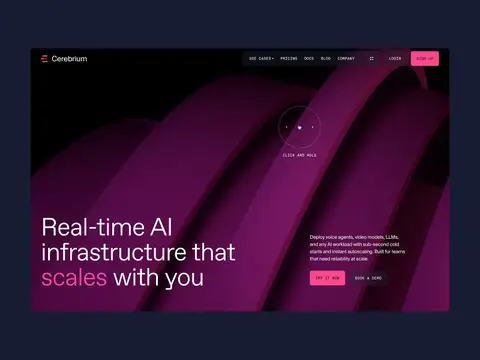 Cerebrium
USE CASES PRICING DOCS BLOG COMPANY LOGIN SIGN UP
CLICK AND HOLD
Real-time AI
infrastructure that
scales with you
Deploy voice agents, video models, LLMs,
and any AI workload with sub-second cold
starts and instant autoscaling. Built for teams
that need reliability at scale.
TRY IT NOW BOOK A DEMO